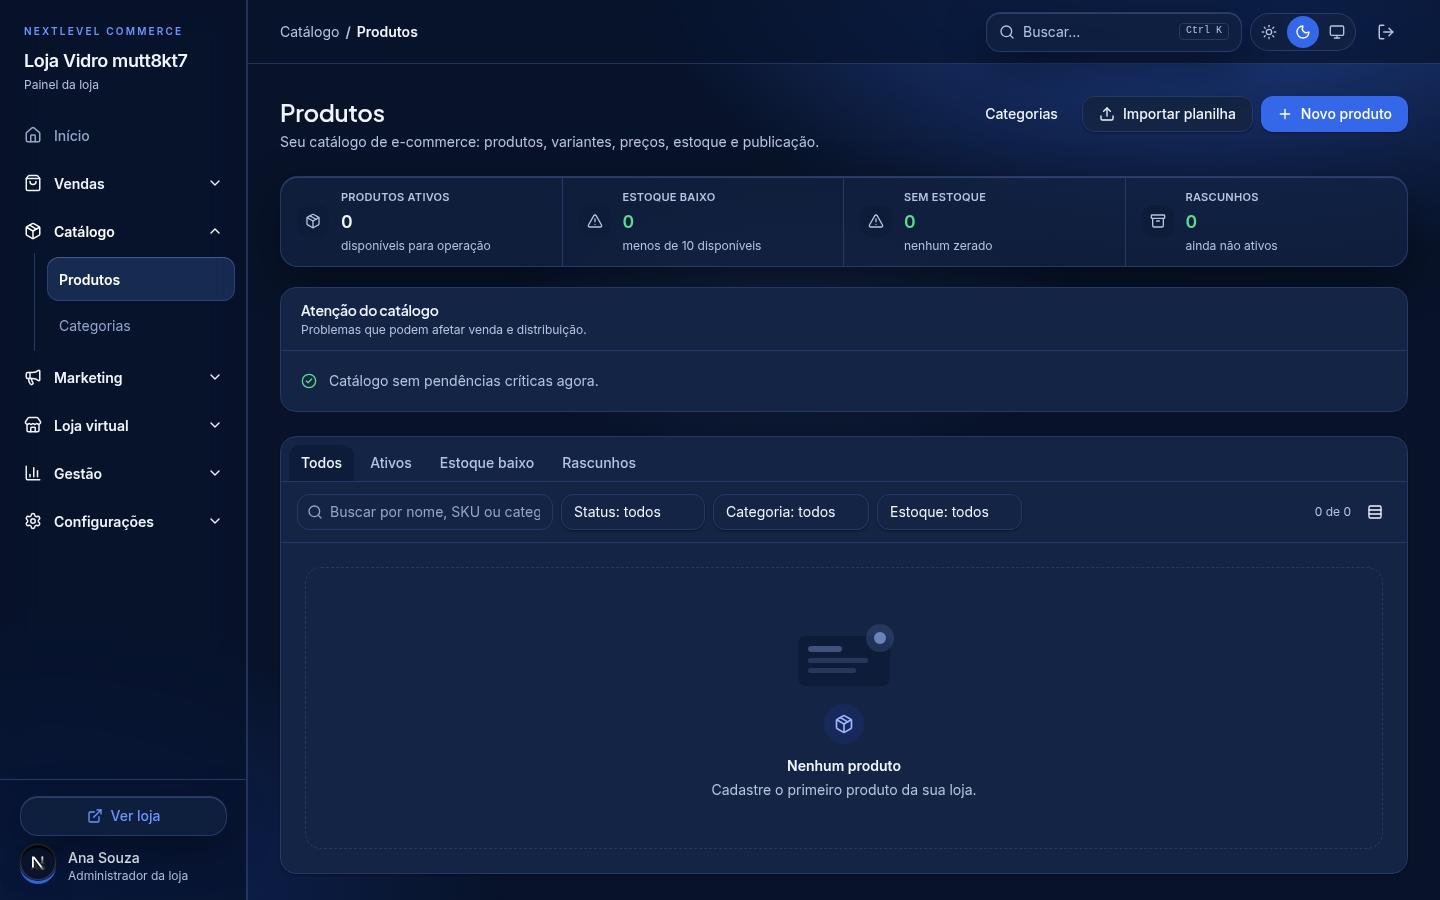 NEXTLEVEL COMMERCE
Loja Vidro mutt8kt7
Painel da loja
Início
Vendas
Catálogo
Produtos
Categorias
Marketing
Loja virtual
Gestão
Configurações
Ver loja
N
Ana Souza
Administrador da loja
Catálogo / Produtos
Buscar...
Ctrl K
Produtos
Seu catálogo de e-commerce: produtos, variantes, preços, estoque e publicação.
Categorias
Importar planilha
Novo produto
PRODUTOS ATIVOS
0
disponíveis para operação
ESTOQUE BAIXO
0
menos de 10 disponíveis
SEM ESTOQUE
0
nenhum zerado
RASCUNHOS
0
ainda não ativos
Atenção do catálogo
Problemas que podem afetar venda e distribuição.
Catálogo sem pendências críticas agora.
Todos
Ativos
Estoque baixo
Rascunhos
Buscar por nome, SKU ou categ
Status: todos
Categoria: todos
Estoque: todos
0 de 0
Nenhum produto
Cadastre o primeiro produto da sua loja.